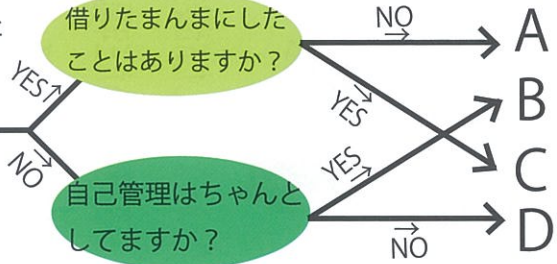 借りたまんまにした
ことはありますか？
YES↑
NO→
自己管理はちゃんと
してますか？
NO→
YES→
YES→
NO→
A
B
C
D